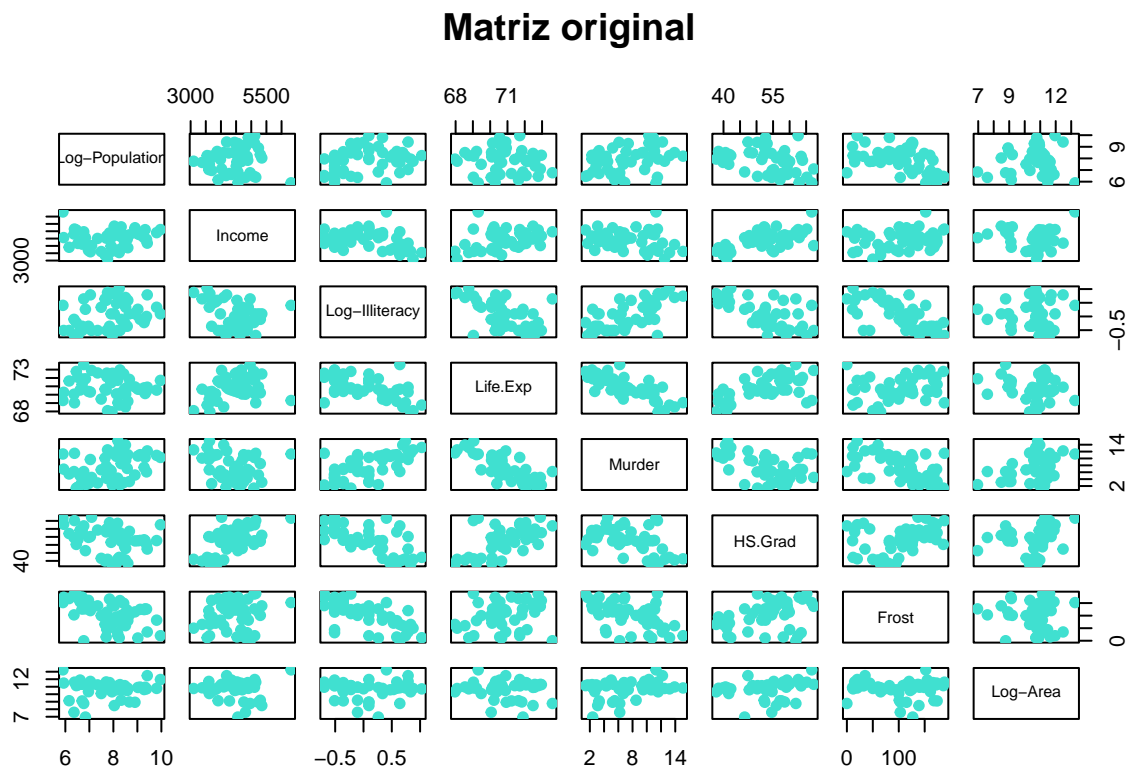 Matriz original
3000 5500 68 71 40 55 7 9 12
Log−Population
6 9
Income
3000
Log−Illiteracy
−0.5
Life.Exp
68 73
Murder
2 14
HS.Grad
40
Frost
0
Log−Area
7 12
6 8 10 −0.5 0.5 2 8 14 0 100